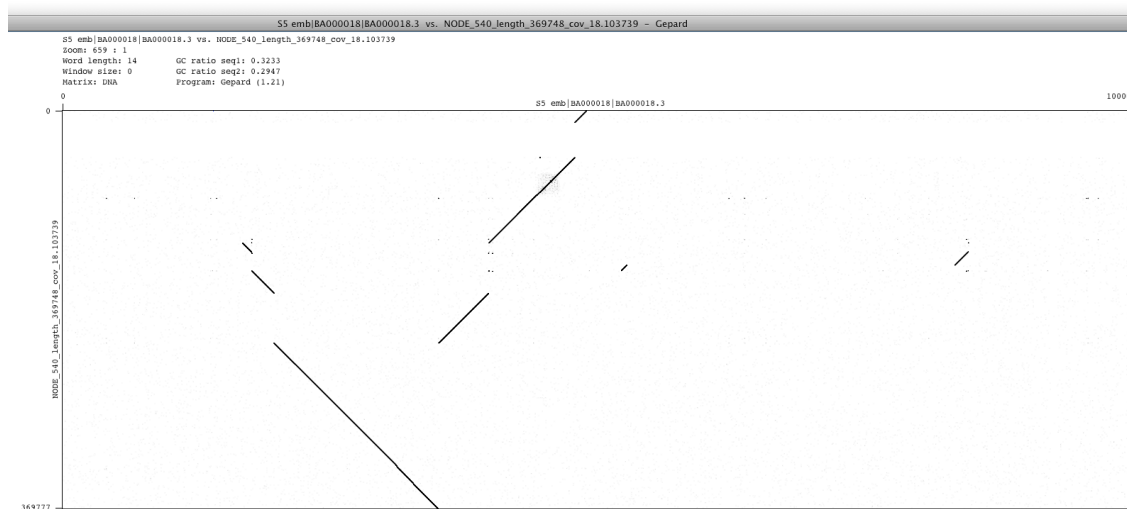 S5 emb|BA000018|BA000018.3 vs. NODE_540_length_369748_cov_18.103739 - Gepard
S5 emb|BA000018|BA000018.3 vs. NODE_540_length_369748_cov_18.103739
Zoom: 659 : 1
Word length: 14 GC ratio seq1: 0.3233
Window size: 0 GC ratio seq2: 0.2947
Matrix: DNA Program: Gepard (1.21)
0 1000
S5 emb|BA000018|BA000018.3
0
NODE_540_length_369748_cov_18.103739
369777